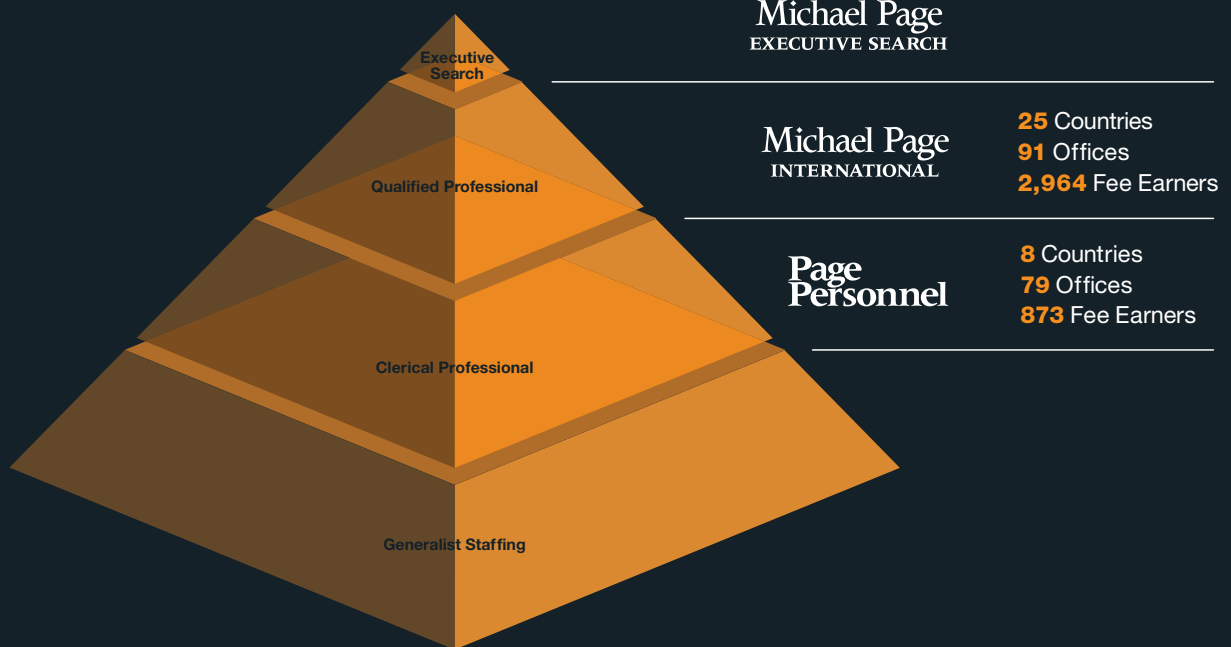 Michael Page
EXECUTIVE SEARCH
Executive
Search
Michael Page
INTERNATIONAL
25 Countries
91 Offices
2,964 Fee Earners
Qualified Professional
Page
Personnel
8 Countries
79 Offices
873 Fee Earners
Clerical Professional
Generalist Staffing